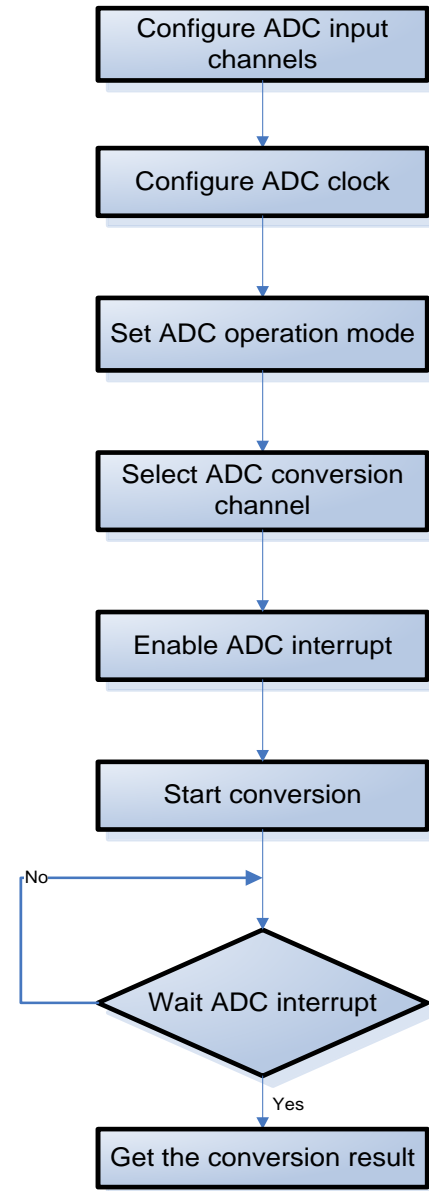 Configure ADC input
channels
Configure ADC clock
Set ADC operation mode
Select ADC conversion
channel
Enable ADC interrupt
Start conversion
No
Wait ADC interrupt
Yes
Get the conversion result